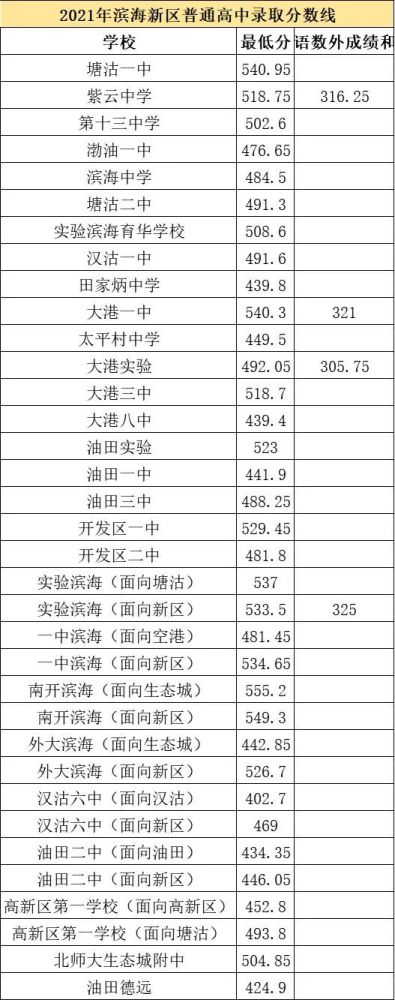 2021年滨海新区普通高中录取分数线
学校 最低分 语数外成绩和
塘沽一中 540.95
紫云中学 518.75 316.25
第十三中学 502.6
渤油一中 476.65
滨海中学 484.5
塘沽二中 491.3
实验滨海育华学校 508.6
汉沽一中 491.6
田家炳中学 439.8
大港一中 540.3 321
太平村中学 449.5
大港实验 492.05 305.75
大港三中 518.7
大港八中 439.4
油田实验 523
油田一中 441.9
油田三中 488.25
开发区一中 529.45
开发区二中 481.8
实验滨海（面向塘沽） 537
实验滨海（面向新区） 533.5 325
一中滨海（面向空港） 481.45
一中滨海（面向新区） 534.65
南开滨海（面向生态城） 555.2
南开滨海（面向新区） 549.3
外大滨海（面向生态城） 442.85
外大滨海（面向新区） 526.7
汉沽六中（面向汉沽） 402.7
汉沽六中（面向新区） 469
油田二中（面向油田） 434.35
油田二中（面向新区） 446.05
高新区第一学校（面向高新区） 452.8
高新区第一学校（面向塘沽） 493.8
北师大生态城附中 504.85
油田德远 424.9